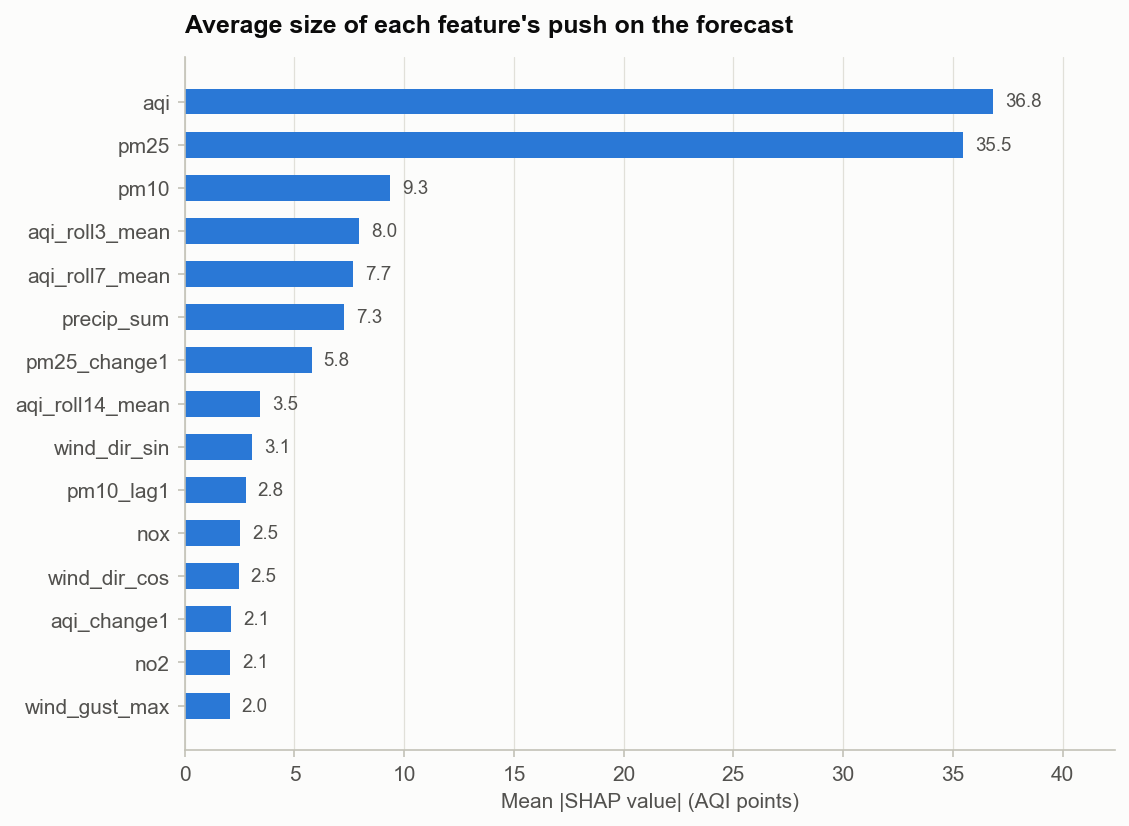 Average size of each feature's push on the forecast
aqi 36.8
pm25 35.5
pm10 9.3
aqi_roll3_mean 8.0
aqi_roll7_mean 7.7
precip_sum 7.3
pm25_change1 5.8
aqi_roll14_mean 3.5
wind_dir_sin 3.1
pm10_lag1 2.8
nox 2.5
wind_dir_cos 2.5
aqi_change1 2.1
no2 2.1
wind_gust_max 2.0
0 5 10 15 20 25 30 35 40
Mean |SHAP value| (AQI points)